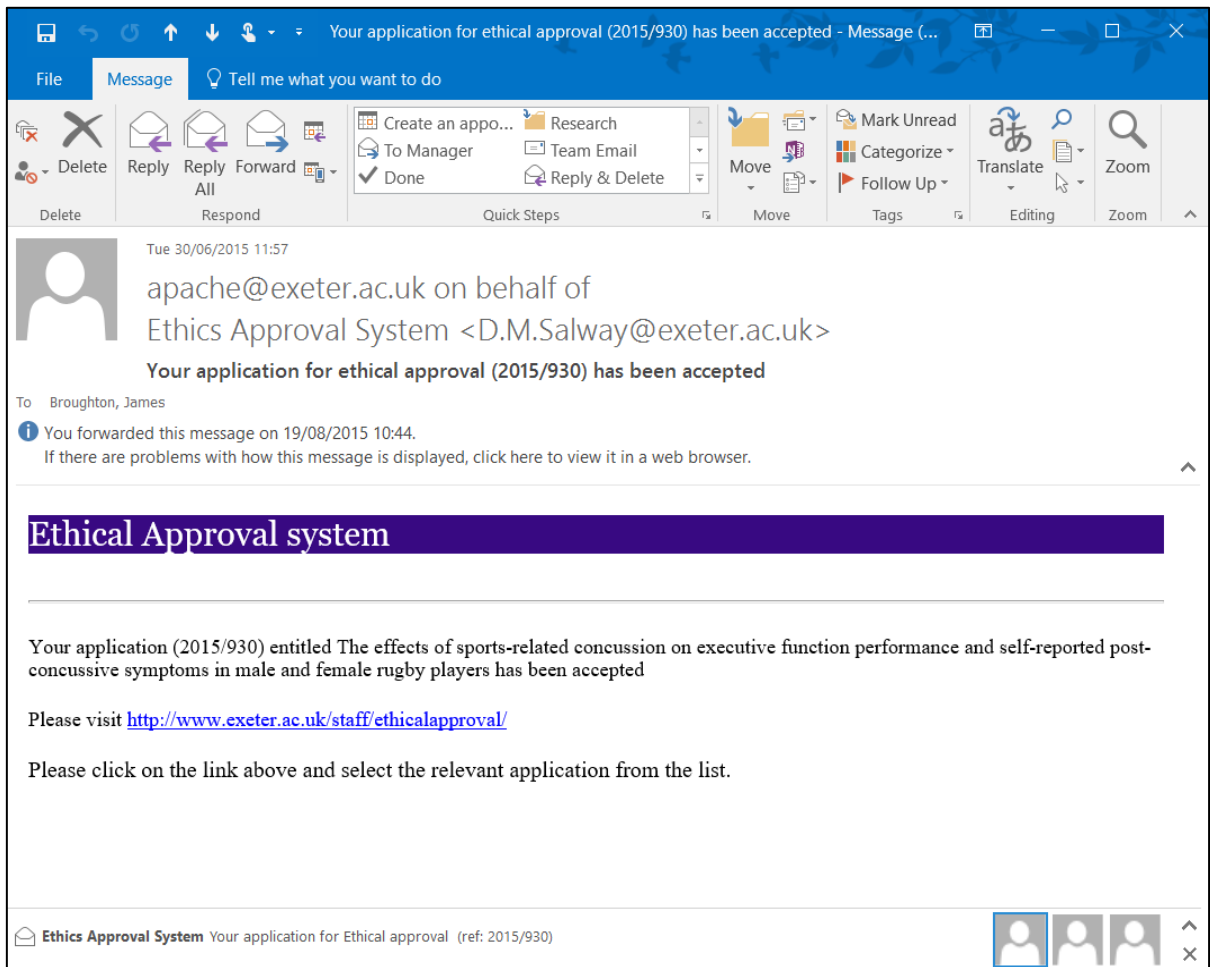 Your application for ethical approval (2015/930) has been accepted - Message (...
File Message Tell me what you want to do
Delete
Reply
Reply All
Forward
Create an appo...
To Manager
Done
Research
Team Email
Reply & Delete
Move
Mark Unread
Categorize
Follow Up
Translate
Zoom
Delete Respond Quick Steps Move Tags Editing Zoom
Tue 30/06/2015 11:57
apache@exeter.ac.uk on behalf of
Ethics Approval System <D.M.Salway@exeter.ac.uk>
Your application for ethical approval (2015/930) has been accepted
To Broughton, James
You forwarded this message on 19/08/2015 10:44.
If there are problems with how this message is displayed, click here to view it in a web browser.
Ethical Approval system
Your application (2015/930) entitled The effects of sports-related concussion on executive function performance and self-reported post-
concussive symptoms in male and female rugby players has been accepted
Please visit http://www.exeter.ac.uk/staff/ethicalapproval/
Please click on the link above and select the relevant application from the list.
Ethics Approval System Your application for Ethical approval (ref: 2015/930)